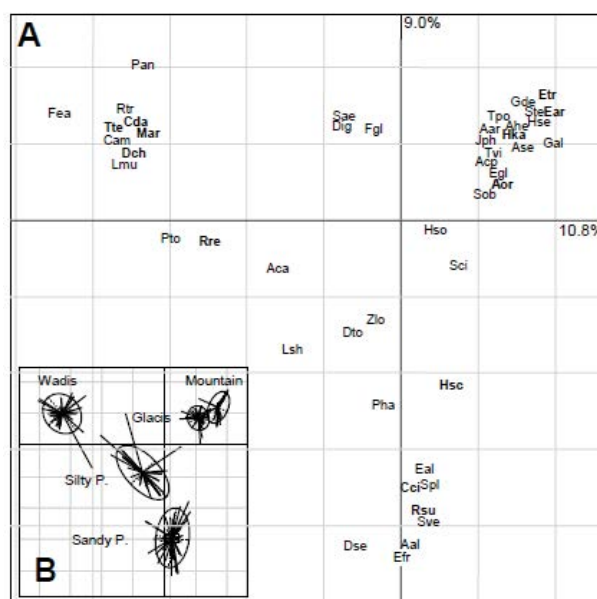 A
9.0%
Pan
Fea
Rtr
Cda
Tte
Mar
Cam
Dch
Lmu
Sae
Dig
Fgl
Etr
Gde
Ste
Ear
Tpo
Hse
Aar
Ahe
Hka
Jph
Ase
Gal
Tvi
Acp
Egl
Aor
Sob
Pto
Rre
Hso
10.8%
Aca
Sci
Zlo
Dto
Lsh
Hsc
Pha
Eal
Cci
Spl
Rsu
Sve
Dse
Aal
Efr
Wadis
Mountain
Glacis
Silty P.
Sandy P.
B